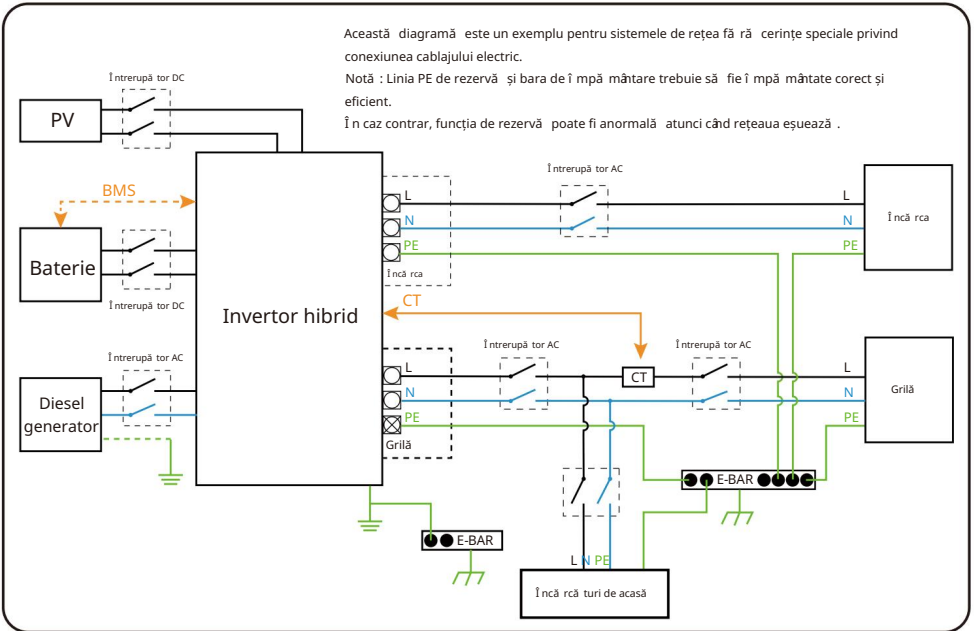 Această diagramă este un exemplu pentru sistemele de rețea fă ră cerințe speciale privind
conexiunea cablajului electric.
Notă : Linia PE de rezervă și bara de î mpă mântare trebuie să fie î mpă mântate corect și
eficient.
Î n caz contrar, funcția de rezervă poate fi anormală atunci când rețeaua eșuează .
Î ntrerupă tor DC
PV
BMS
Baterie
Î ntrerupă tor DC
Î ntrerupă tor AC
Diesel
generator
Invertor hibrid
L
N
PE
Î ncă rca
Î ntrerupă tor AC
L
N
PE
Î ncă rca
CT
L
N
PE
Grilă
Î ntrerupă tor AC
CT
Î ntrerupă tor AC
L
N
PE
Grilă
E-BAR
E-BAR
L N PE
Î ncă rcă turi de acasă